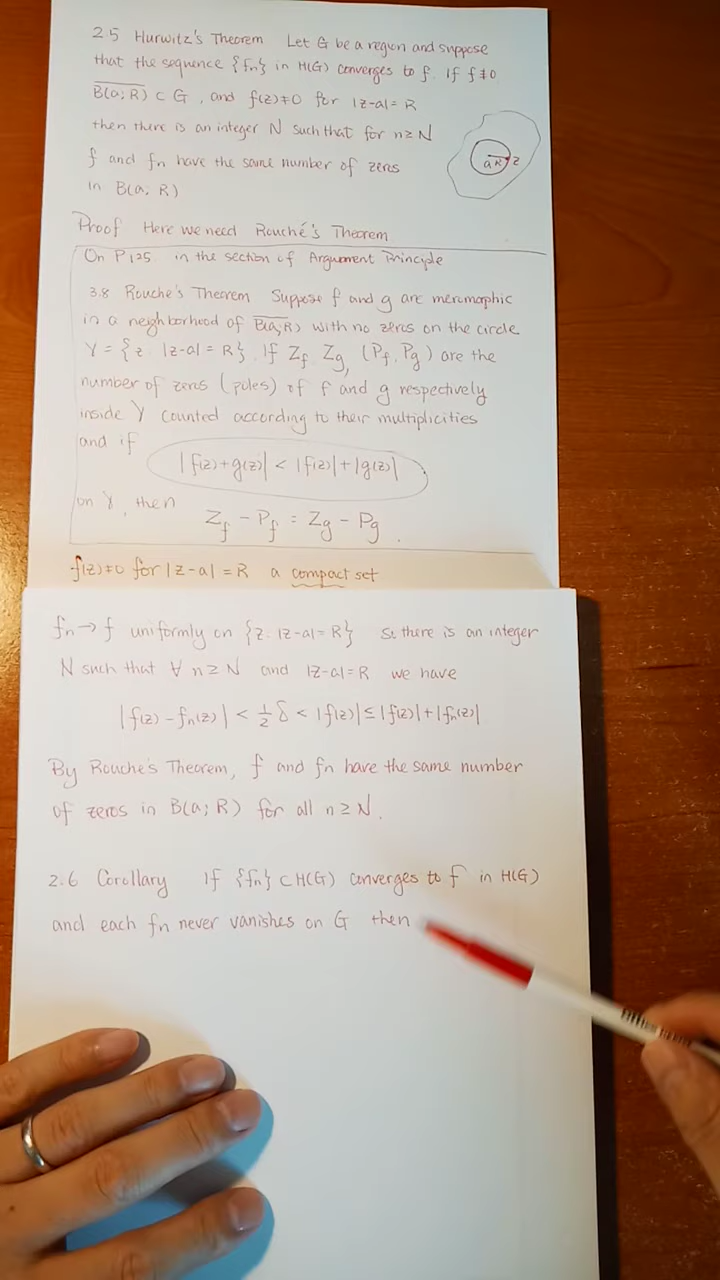 2.5 Hurwitz's Theorem Let G be a region and suppose
that the sequence {fn} in H(G) converges to f. If f≢0,
B(a;R) ⊂ G, and f(z)≠0 for |z-a|=R
then there is an integer N such that for n≥N
f and fn have the same number of zeros
in B(a;R)
a R z
Proof Here we need Rouché's Theorem
On P125 in the section of Argument Principle
3.8 Rouche's Theorem Suppose f and g are meromorphic
in a neighborhood of B(a;R) with no zeros on the circle
γ = {z: |z-a|=R}. If Zf, Zg, (Pf, Pg) are the
number of zeros (poles) of f and g respectively
inside γ counted according to their multiplicities
and if
|f(z)+g(z)| < |f(z)|+|g(z)|
on γ, then
Zf - Pf = Zg - Pg.
f(z)≠0 for |z-a|=R a compact set
fn→f uniformly on {z: |z-a|=R} so there is an integer
N such that ∀ n≥N and |z-a|=R we have
|f(z)-fn(z)| < ½δ < |f(z)| ≤ |f(z)|+|fn(z)|
By Rouche's Theorem, f and fn have the same number
of zeros in B(a;R) for all n≥N.
2.6 Corollary If {fn} ⊂ H(G) converges to f in H(G)
and each fn never vanishes on G then